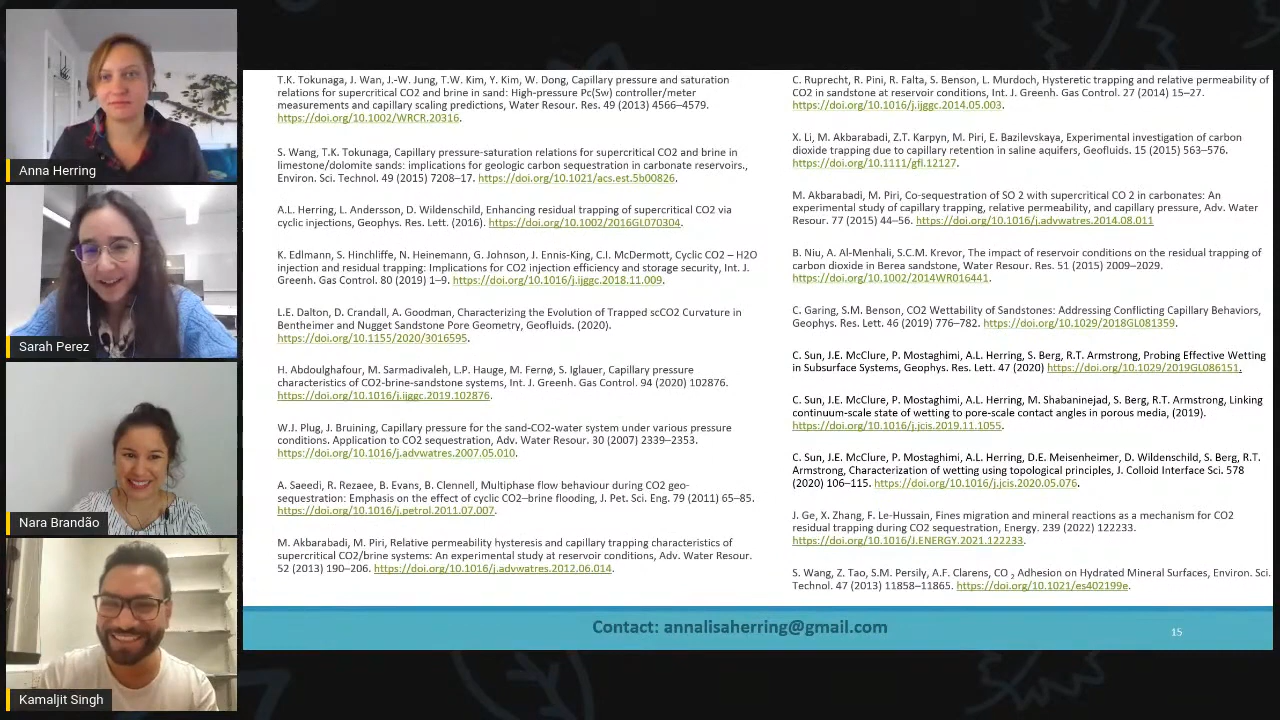 Anna Herring
Sarah Perez
Nara Brandão
Kamaljit Singh
T.K. Tokunaga, J. Wan, J.-W. Jung, T.W. Kim, Y. Kim, W. Dong, Capillary pressure and saturation
relations for supercritical CO2 and brine in sand: High-pressure Pc(Sw) controller/meter
measurements and capillary scaling predictions, Water Resour. Res. 49 (2013) 4566–4579.
https://doi.org/10.1002/WRCR.20316.
S. Wang, T.K. Tokunaga, Capillary pressure-saturation relations for supercritical CO2 and brine in
limestone/dolomite sands: implications for geologic carbon sequestration in carbonate reservoirs.,
Environ. Sci. Technol. 49 (2015) 7208–17. https://doi.org/10.1021/acs.est.5b00826.
A.L. Herring, L. Andersson, D. Wildenschild, Enhancing residual trapping of supercritical CO2 via
cyclic injections, Geophys. Res. Lett. (2016). https://doi.org/10.1002/2016GL070304.
K. Edlmann, S. Hinchliffe, N. Heinemann, G. Johnson, J. Ennis-King, C.I. McDermott, Cyclic CO2 – H2O
injection and residual trapping: Implications for CO2 injection efficiency and storage security, Int. J.
Greenh. Gas Control. 80 (2019) 1–9. https://doi.org/10.1016/j.ijggc.2018.11.009.
L.E. Dalton, D. Crandall, A. Goodman, Characterizing the Evolution of Trapped scCO2 Curvature in
Bentheimer and Nugget Sandstone Pore Geometry, Geofluids. (2020).
https://doi.org/10.1155/2020/3016595.
H. Abdoulghafour, M. Sarmadivaleh, L.P. Hauge, M. Fernø, S. Iglauer, Capillary pressure
characteristics of CO2-brine-sandstone systems, Int. J. Greenh. Gas Control. 94 (2020) 102876.
https://doi.org/10.1016/j.ijggc.2019.102876.
W.J. Plug, J. Bruining, Capillary pressure for the sand-CO2-water system under various pressure
conditions. Application to CO2 sequestration, Adv. Water Resour. 30 (2007) 2339–2353.
https://doi.org/10.1016/j.advwatres.2007.05.010.
A. Saeedi, R. Rezaee, B. Evans, B. Clennell, Multiphase flow behaviour during CO2 geo-
sequestration: Emphasis on the effect of cyclic CO2–brine flooding, J. Pet. Sci. Eng. 79 (2011) 65–85.
https://doi.org/10.1016/j.petrol.2011.07.007.
M. Akbarabadi, M. Piri, Relative permeability hysteresis and capillary trapping characteristics of
supercritical CO2/brine systems: An experimental study at reservoir conditions, Adv. Water Resour.
52 (2013) 190–206. https://doi.org/10.1016/j.advwatres.2012.06.014.
C. Ruprecht, R. Pini, R. Falta, S. Benson, L. Murdoch, Hysteretic trapping and relative permeability of
CO2 in sandstone at reservoir conditions, Int. J. Greenh. Gas Control. 27 (2014) 15–27.
https://doi.org/10.1016/j.ijggc.2014.05.003.
X. Li, M. Akbarabadi, Z.T. Karpyn, M. Piri, E. Bazilevskaya, Experimental investigation of carbon
dioxide trapping due to capillary retention in saline aquifers, Geofluids. 15 (2015) 563–576.
https://doi.org/10.1111/gfl.12127.
M. Akbarabadi, M. Piri, Co-sequestration of SO 2 with supercritical CO 2 in carbonates: An
experimental study of capillary trapping, relative permeability, and capillary pressure, Adv. Water
Resour. 77 (2015) 44–56. https://doi.org/10.1016/j.advwatres.2014.08.011
B. Niu, A. Al-Menhali, S.C.M. Krevor, The impact of reservoir conditions on the residual trapping of
carbon dioxide in Berea sandstone, Water Resour. Res. 51 (2015) 2009–2029.
https://doi.org/10.1002/2014WR016441.
C. Garing, S.M. Benson, CO2 Wettability of Sandstones: Addressing Conflicting Capillary Behaviors,
Geophys. Res. Lett. 46 (2019) 776–782. https://doi.org/10.1029/2018GL081359.
C. Sun, J.E. McClure, P. Mostaghimi, A.L. Herring, S. Berg, R.T. Armstrong, Probing Effective Wetting
in Subsurface Systems, Geophys. Res. Lett. 47 (2020) https://doi.org/10.1029/2019GL086151.
C. Sun, J.E. McClure, P. Mostaghimi, A.L. Herring, M. Shabaninejad, S. Berg, R.T. Armstrong, Linking
continuum-scale state of wetting to pore-scale contact angles in porous media, (2019).
https://doi.org/10.1016/j.jcis.2019.11.1055.
C. Sun, J.E. McClure, P. Mostaghimi, A.L. Herring, D.E. Meisenheimer, D. Wildenschild, S. Berg, R.T.
Armstrong, Characterization of wetting using topological principles, J. Colloid Interface Sci. 578
(2020) 106–115. https://doi.org/10.1016/j.jcis.2020.05.076.
J. Ge, X. Zhang, F. Le-Hussain, Fines migration and mineral reactions as a mechanism for CO2
residual trapping during CO2 sequestration, Energy. 239 (2022) 122233.
https://doi.org/10.1016/J.ENERGY.2021.122233.
S. Wang, Z. Tao, S.M. Persily, A.F. Clarens, CO 2 Adhesion on Hydrated Mineral Surfaces, Environ. Sci.
Technol. 47 (2013) 11858–11865. https://doi.org/10.1021/es402199e.
Contact: annalisaherring@gmail.com
15